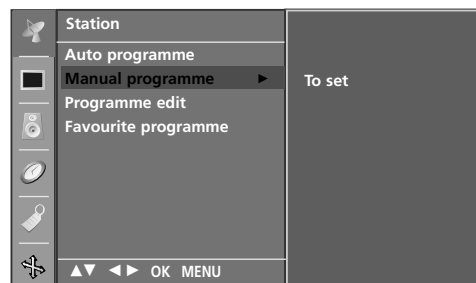 Station
Auto programme
Manual programme ►
To set
Programme edit
Favourite programme
▲▼ ◄► OK MENU